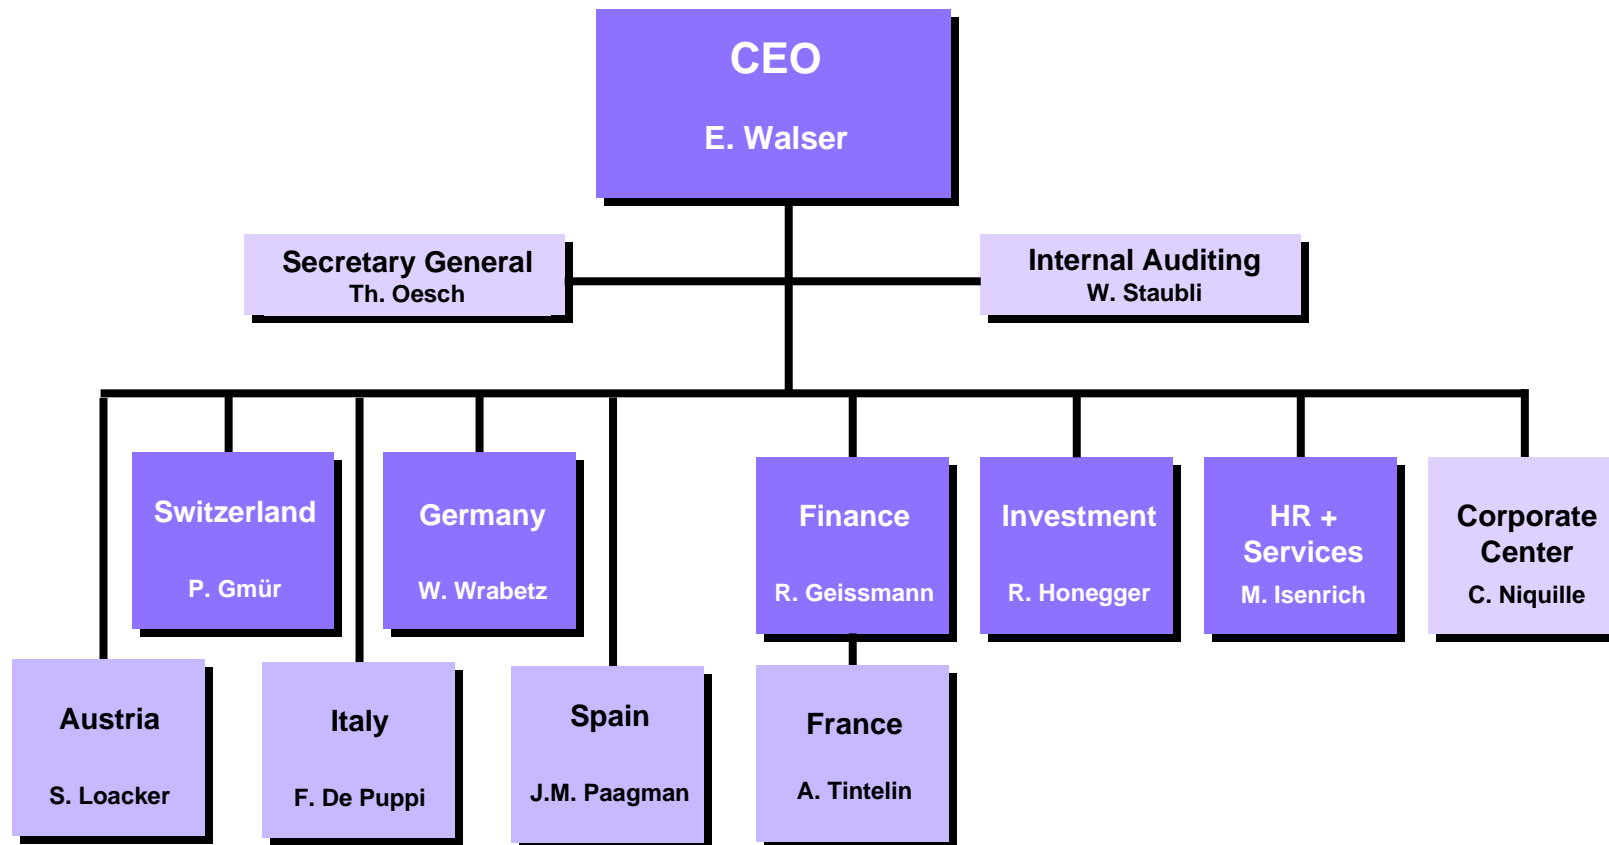 CEO
E. Walser
Secretary General
Th. Oesch
Internal Auditing
W. Staubli
Switzerland
P. Gmür
Germany
W. Wrabetz
Finance
R. Geissmann
Investment
R. Honegger
HR +
Services
M. Isenrich
Corporate
Center
C. Niquille
Austria
S. Loacker
Italy
F. De Puppi
Spain
J.M. Paagman
France
A. Tintelin